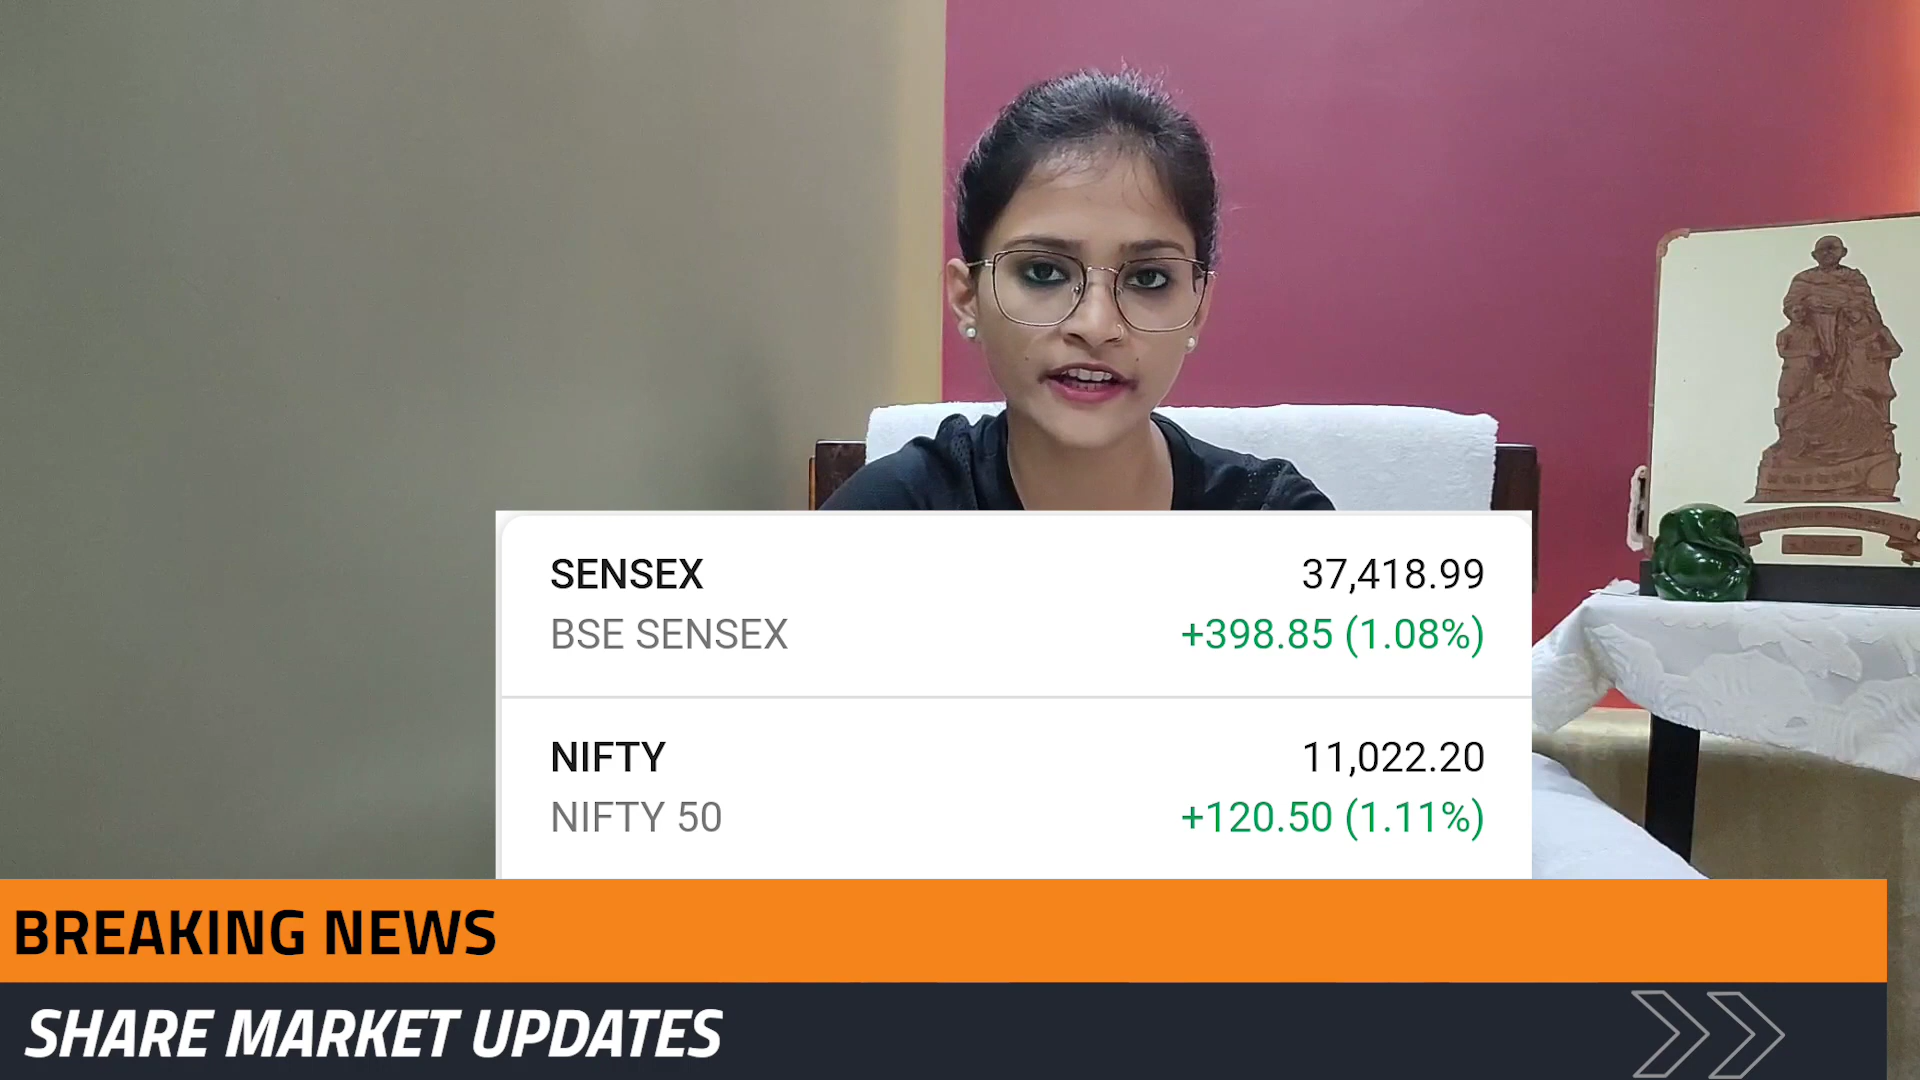 SENSEX 37,418.99
BSE SENSEX +398.85 (1.08%)
NIFTY 11,022.20
NIFTY 50 +120.50 (1.11%)
BREAKING NEWS
SHARE MARKET UPDATES